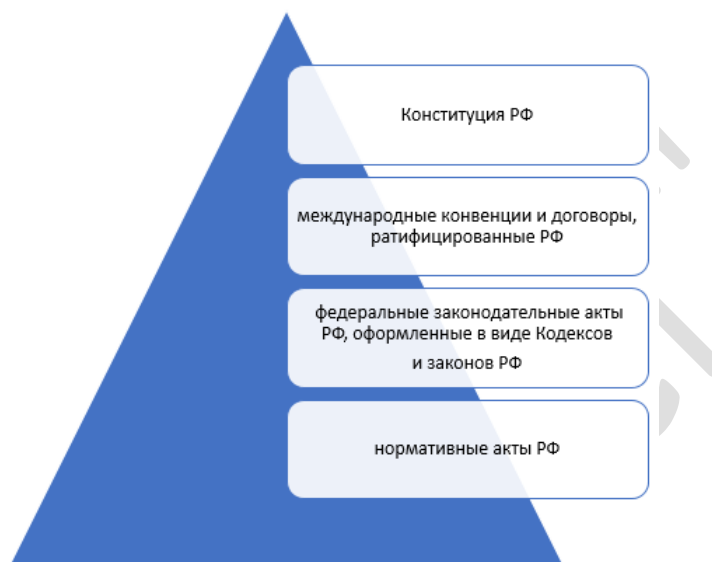 Конституция РФ
международные конвенции и договоры,
ратифицированные РФ
федеральные законодательные акты
РФ, оформленные в виде Кодексов
и законов РФ
нормативные акты РФ